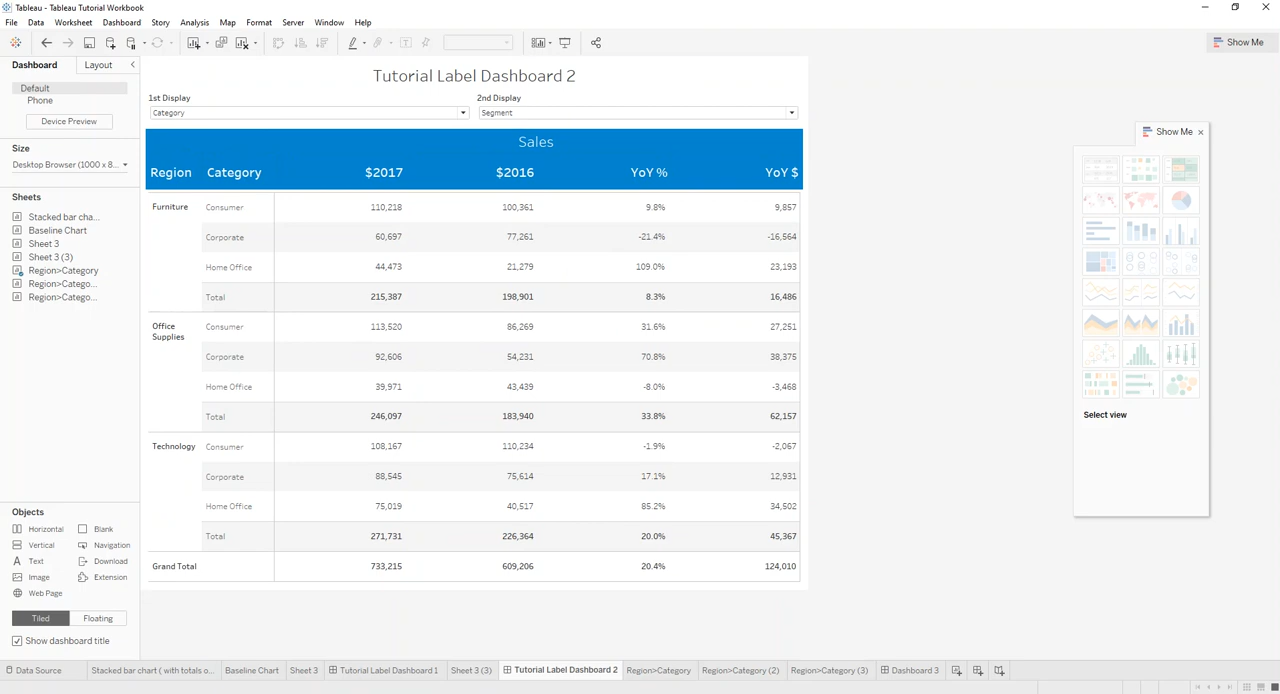 Tableau - Tableau Tutorial Workbook
File Data Worksheet Dashboard Story Analysis Map Format Server Window Help
Show Me
Dashboard Layout
Default
Phone
Device Preview
Size
Desktop Browser (1000 x 8...
Sheets
Stacked bar cha...
Baseline Chart
Sheet 3
Sheet 3 (3)
Region>Category
Region>Catego...
Region>Catego...
Objects
Horizontal Blank
Vertical Navigation
Text Download
Image Extension
Web Page
Tiled Floating
Show dashboard title
Tutorial Label Dashboard 2
1st Display 2nd Display
Category Segment
Sales
Region Category $2017 $2016 YoY % YoY $
Furniture Consumer 110,218 100,361 9.8% 9,857
Corporate 60,697 77,261 -21.4% -16,564
Home Office 44,473 21,279 109.0% 23,193
Total 215,387 198,901 8.3% 16,486
Office Supplies Consumer 113,520 86,269 31.6% 27,251
Corporate 92,606 54,231 70.8% 38,375
Home Office 39,971 43,439 -8.0% -3,468
Total 246,097 183,940 33.8% 62,157
Technology Consumer 108,167 110,234 -1.9% -2,067
Corporate 88,545 75,614 17.1% 12,931
Home Office 75,019 40,517 85.2% 34,502
Total 271,731 226,364 20.0% 45,367
Grand Total 733,215 609,206 20.4% 124,010
Show Me
Select view
Data Source Stacked bar chart ( with totals o... Baseline Chart Sheet 3 Tutorial Label Dashboard 1 Sheet 3 (3) Tutorial Label Dashboard 2 Region>Category Region>Category (2) Region>Category (3) Dashboard 3